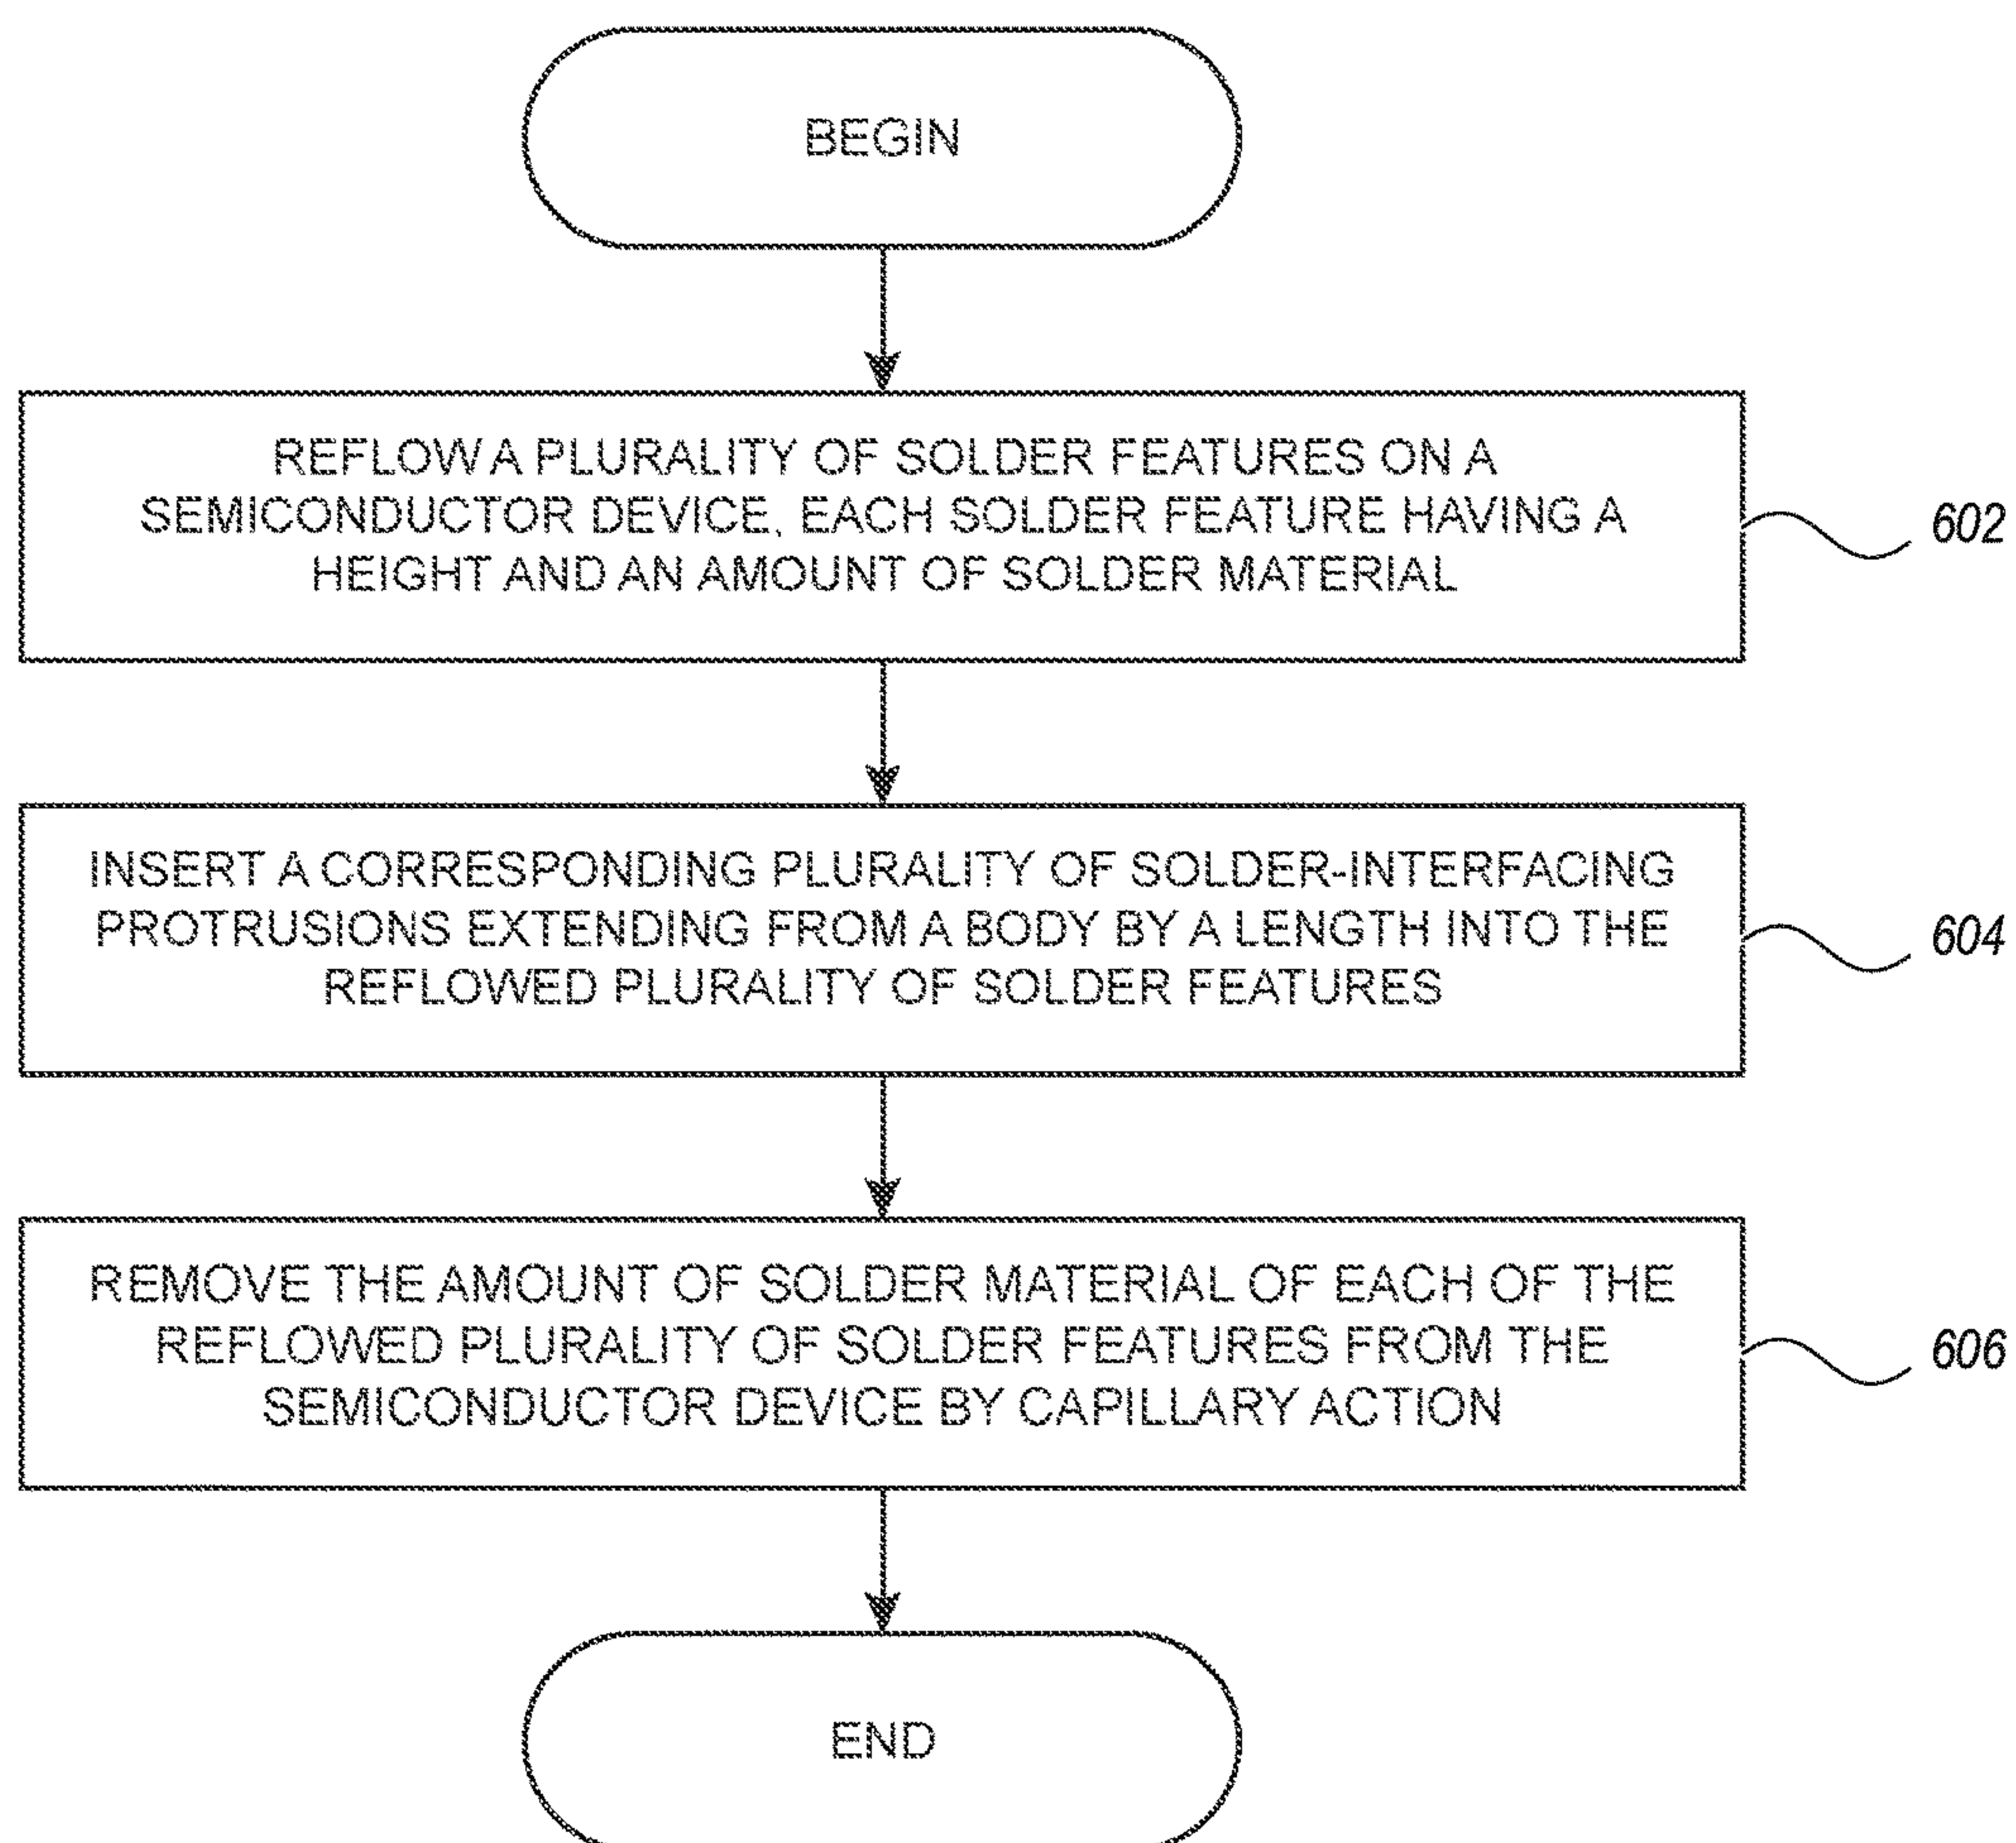 BEGIN
REFLOW A PLURALITY OF SOLDER FEATURES ON A
SEMICONDUCTOR DEVICE, EACH SOLDER FEATURE HAVING A
HEIGHT AND AN AMOUNT OF SOLDER MATERIAL
602
INSERT A CORRESPONDING PLURALITY OF SOLDER-INTERFACING
PROTRUSIONS EXTENDING FROM A BODY BY A LENGTH INTO THE
REFLOWED PLURALITY OF SOLDER FEATURES
604
REMOVE THE AMOUNT OF SOLDER MATERIAL OF EACH OF THE
REFLOWED PLURALITY OF SOLDER FEATURES FROM THE
SEMICONDUCTOR DEVICE BY CAPILLARY ACTION
606
END